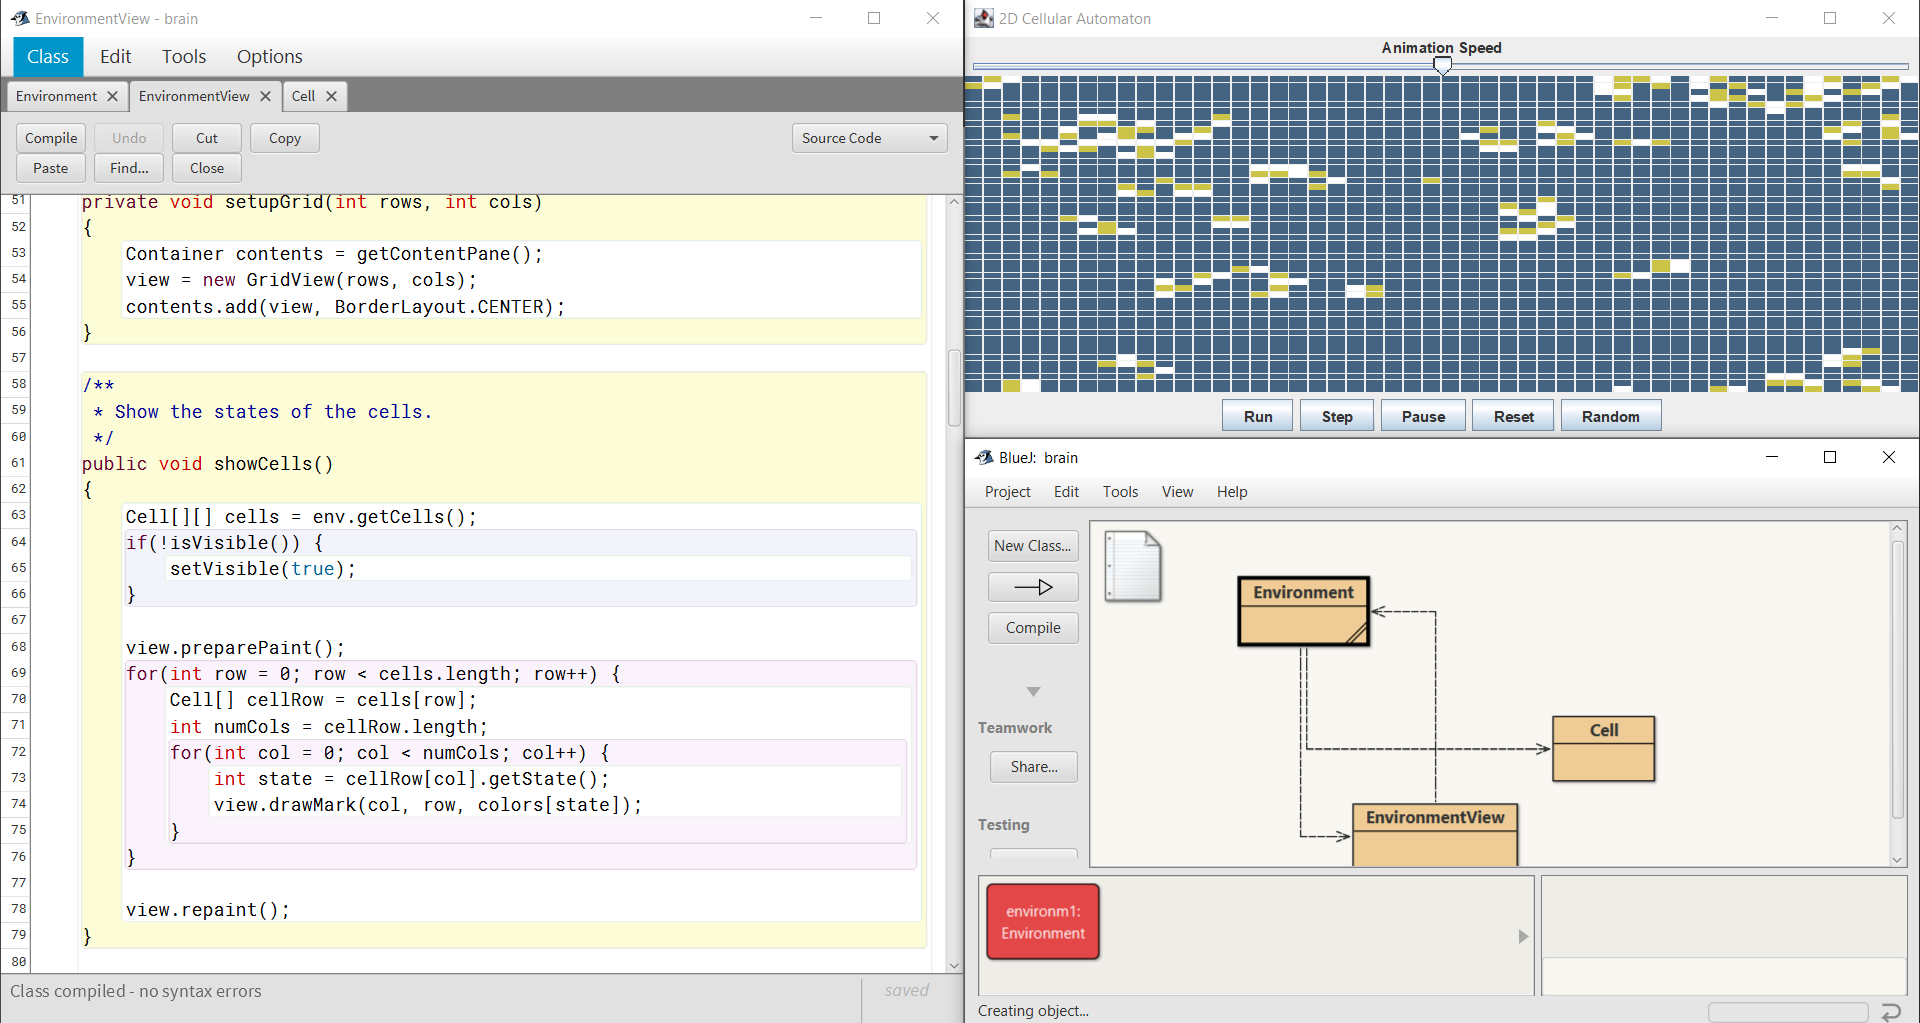 EnvironmentView - brain
Class Edit Tools Options
Environment EnvironmentView Cell
Compile Undo Cut Copy Source Code
Paste Find... Close
51 private void setupGrid(int rows, int cols)
52 {
53 Container contents = getContentPane();
54 view = new GridView(rows, cols);
55 contents.add(view, BorderLayout.CENTER);
56 }
57
58 /**
59 * Show the states of the cells.
60 */
61 public void showCells()
62 {
63 Cell[][] cells = env.getCells();
64 if(!isVisible()) {
65 setVisible(true);
66 }
67
68 view.preparePaint();
69 for(int row = 0; row < cells.length; row++) {
70 Cell[] cellRow = cells[row];
71 int numCols = cellRow.length;
72 for(int col = 0; col < numCols; col++) {
73 int state = cellRow[col].getState();
74 view.drawMark(col, row, colors[state]);
75 }
76 }
77
78 view.repaint();
79 }
80
Class compiled - no syntax errors
saved
2D Cellular Automaton
Animation Speed
Run Step Pause Reset Random
BlueJ: brain
Project Edit Tools View Help
New Class...
Compile
Teamwork
Share...
Testing
Environment
Cell
EnvironmentView
environm1:
Environment
Creating object...